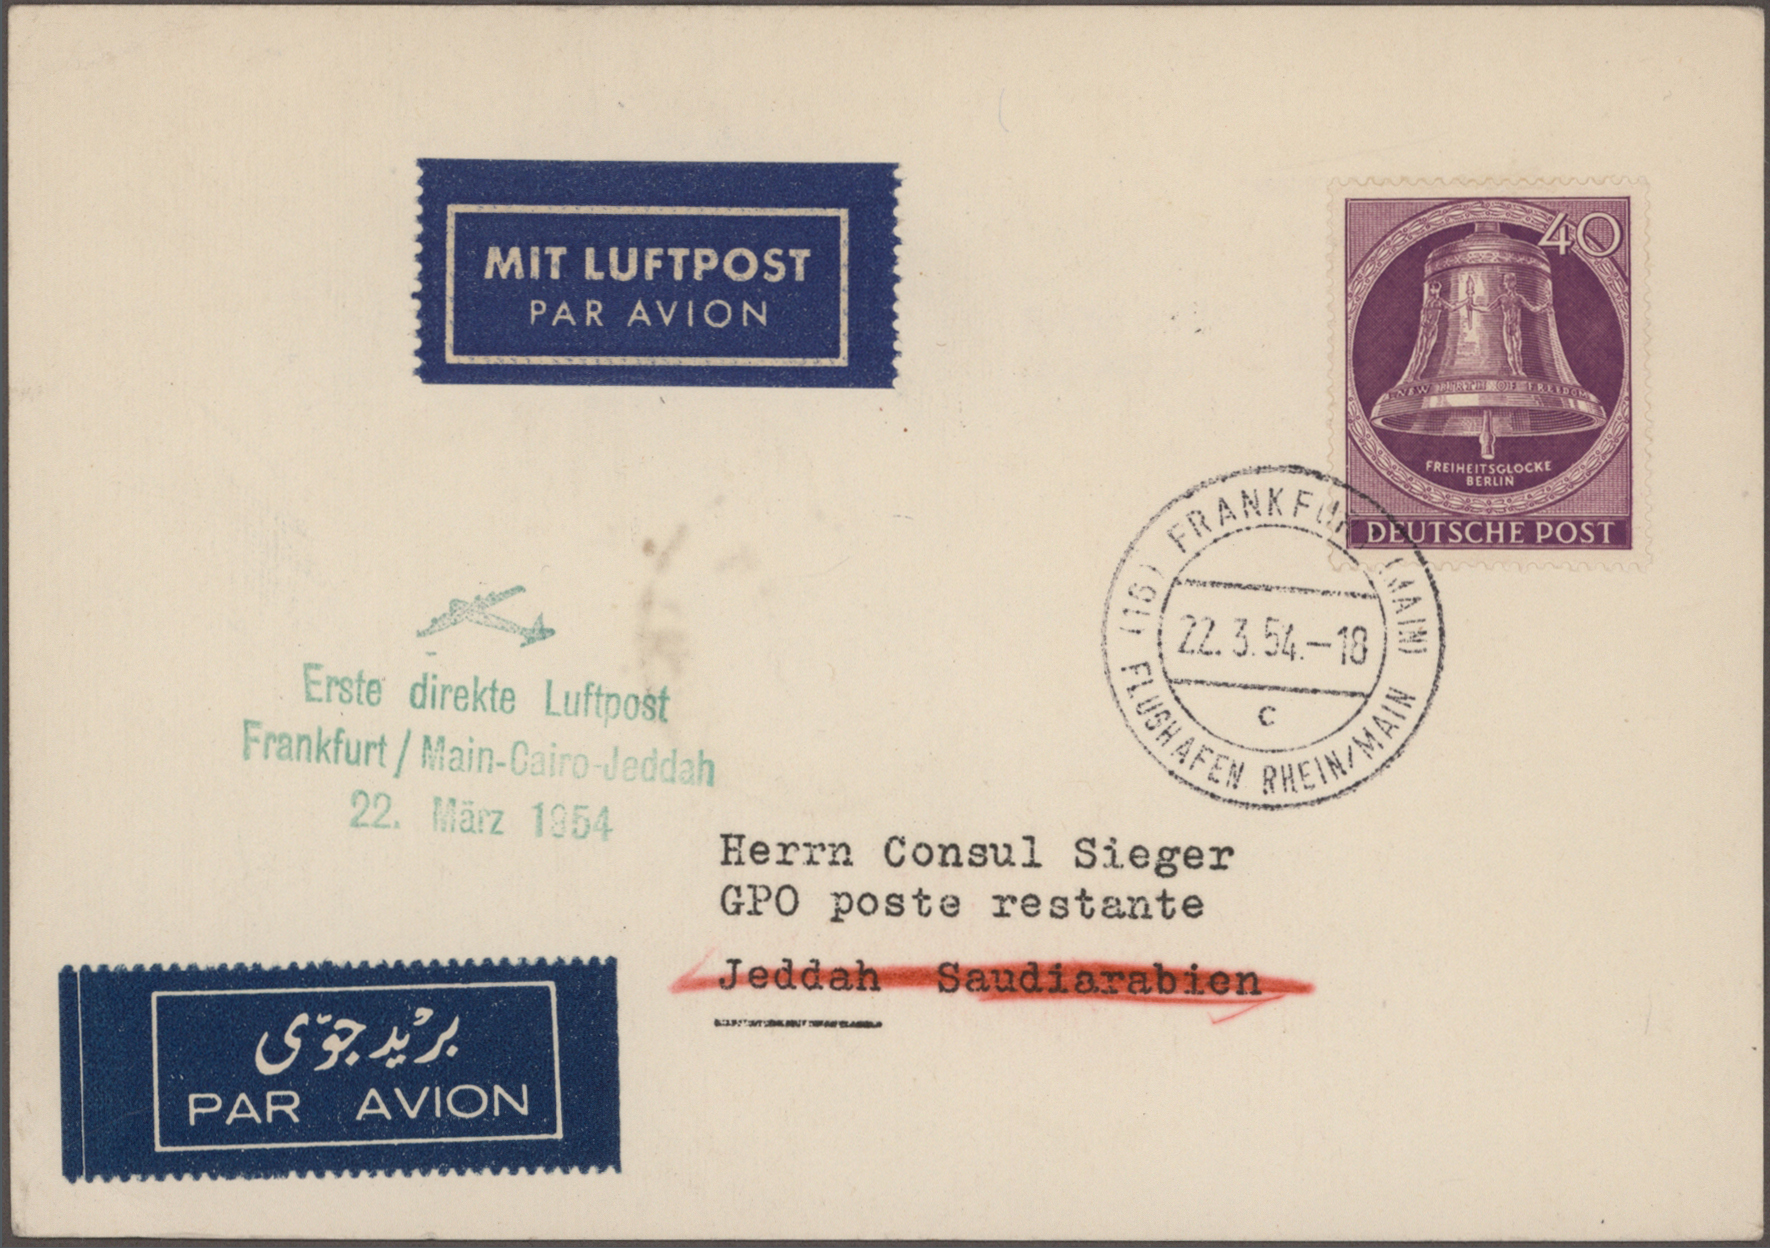 MIT LUFTPOST
PAR AVION
40
FREIHEITSGLOCKE
BERLIN
DEUTSCHE POST
(16) FRANKFURT (MAIN)
22.3.54.-18
c
FLUGHAFEN RHEIN/MAIN
Erste direkte Luftpost
Frankfurt / Main-Cairo-Jeddah
22. März 1954
Herrn Consul Sieger
GPO poste restante
Jeddah Saudiarabien
بريد جوّى
PAR AVION